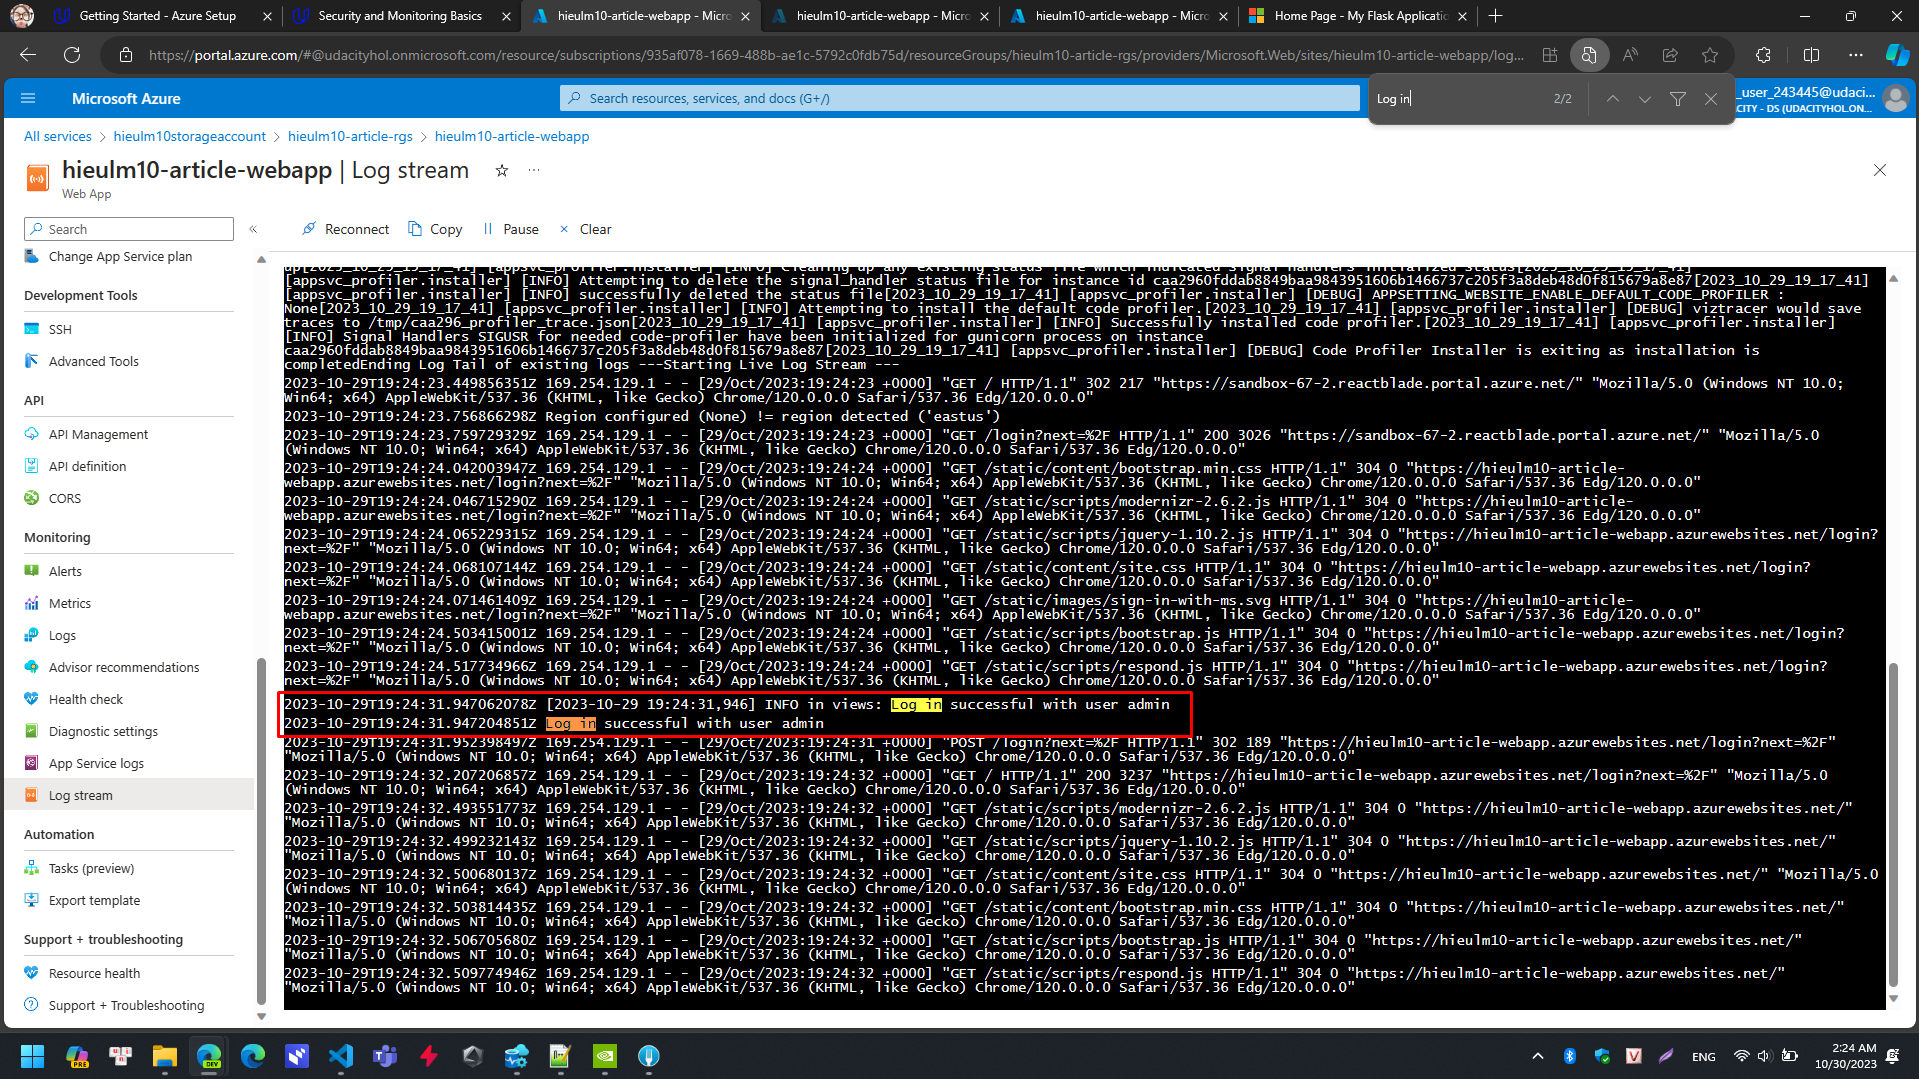 Getting Started - Azure Setup
Security and Monitoring Basics
hieulm10-article-webapp - Micro
hieulm10-article-webapp - Micro
hieulm10-article-webapp - Micro
Home Page - My Flask Applicatio
https://portal.azure.com/#@udacityhol.onmicrosoft.com/resource/subscriptions/935af078-1669-488b-ae1c-5792c0fdb75d/resourceGroups/hieulm10-article-rgs/providers/Microsoft.Web/sites/hieulm10-article-webapp/log...
Microsoft Azure
Search resources, services, and docs (G+/)
Log in
2/2
_user_243445@udaci...
CITY - DS (UDACITYHOL.ON...
All services > hieulm10storageaccount > hieulm10-article-rgs > hieulm10-article-webapp
hieulm10-article-webapp | Log stream
Web App
Search
Reconnect Copy Pause Clear
Change App Service plan
Development Tools
SSH
Advanced Tools
API
API Management
API definition
CORS
Monitoring
Alerts
Metrics
Logs
Advisor recommendations
Health check
Diagnostic settings
App Service logs
Log stream
Automation
Tasks (preview)
Export template
Support + troubleshooting
Resource health
Support + Troubleshooting
up[2023_10_29_19_17_41] [appsvc_profiler.installer] [INFO] Cleaning up any existing status file which indicated signal handlers initialized status[2023_10_29_19_17_41]
[appsvc_profiler.installer] [INFO] Attempting to delete the signal_handler status file for instance id caa2960fddab8849baa9843951606b1466737c205f3a8deb48d0f815679a8e87[2023_10_29_19_17_41]
[appsvc_profiler.installer] [INFO] successfully deleted the status file[2023_10_29_19_17_41] [appsvc_profiler.installer] [DEBUG] APPSETTING_WEBSITE_ENABLE_DEFAULT_CODE_PROFILER :
None[2023_10_29_19_17_41] [appsvc_profiler.installer] [INFO] Attempting to install the default code profiler.[2023_10_29_19_17_41] [appsvc_profiler.installer] [DEBUG] viztracer would save
traces to /tmp/caa296_profiler_trace.json[2023_10_29_19_17_41] [appsvc_profiler.installer] [INFO] Successfully installed code profiler.[2023_10_29_19_17_41] [appsvc_profiler.installer]
[INFO] Signal Handlers SIGUSR for needed code-profiler have been initialized for gunicorn process on instance
caa2960fddab8849baa9843951606b1466737c205f3a8deb48d0f815679a8e87[2023_10_29_19_17_41] [appsvc_profiler.installer] [DEBUG] Code Profiler Installer is exiting as installation is
completedEnding Log Tail of existing logs ---Starting Live Log Stream ---
2023-10-29T19:24:23.449856351Z 169.254.129.1 - - [29/Oct/2023:19:24:23 +0000] "GET / HTTP/1.1" 302 217 "https://sandbox-67-2.reactblade.portal.azure.net/" "Mozilla/5.0 (Windows NT 10.0;
Win64; x64) AppleWebKit/537.36 (KHTML, like Gecko) Chrome/120.0.0.0 Safari/537.36 Edg/120.0.0.0"
2023-10-29T19:24:23.756866298Z Region configured (None) != region detected ('eastus')
2023-10-29T19:24:23.759729329Z 169.254.129.1 - - [29/Oct/2023:19:24:23 +0000] "GET /login?next=%2F HTTP/1.1" 200 3026 "https://sandbox-67-2.reactblade.portal.azure.net/" "Mozilla/5.0
(Windows NT 10.0; Win64; x64) AppleWebKit/537.36 (KHTML, like Gecko) Chrome/120.0.0.0 Safari/537.36 Edg/120.0.0.0"
2023-10-29T19:24:24.042003947Z 169.254.129.1 - - [29/Oct/2023:19:24:24 +0000] "GET /static/content/bootstrap.min.css HTTP/1.1" 304 0 "https://hieulm10-article-
webapp.azurewebsites.net/login?next=%2F" "Mozilla/5.0 (Windows NT 10.0; Win64; x64) AppleWebKit/537.36 (KHTML, like Gecko) Chrome/120.0.0.0 Safari/537.36 Edg/120.0.0.0"
2023-10-29T19:24:24.046715290Z 169.254.129.1 - - [29/Oct/2023:19:24:24 +0000] "GET /static/scripts/modernizr-2.6.2.js HTTP/1.1" 304 0 "https://hieulm10-article-
webapp.azurewebsites.net/login?next=%2F" "Mozilla/5.0 (Windows NT 10.0; Win64; x64) AppleWebKit/537.36 (KHTML, like Gecko) Chrome/120.0.0.0 Safari/537.36 Edg/120.0.0.0"
2023-10-29T19:24:24.065229315Z 169.254.129.1 - - [29/Oct/2023:19:24:24 +0000] "GET /static/scripts/jquery-1.10.2.js HTTP/1.1" 304 0 "https://hieulm10-article-webapp.azurewebsites.net/login?
next=%2F" "Mozilla/5.0 (Windows NT 10.0; Win64; x64) AppleWebKit/537.36 (KHTML, like Gecko) Chrome/120.0.0.0 Safari/537.36 Edg/120.0.0.0"
2023-10-29T19:24:24.068107144Z 169.254.129.1 - - [29/Oct/2023:19:24:24 +0000] "GET /static/content/site.css HTTP/1.1" 304 0 "https://hieulm10-article-webapp.azurewebsites.net/login?
next=%2F" "Mozilla/5.0 (Windows NT 10.0; Win64; x64) AppleWebKit/537.36 (KHTML, like Gecko) Chrome/120.0.0.0 Safari/537.36 Edg/120.0.0.0"
2023-10-29T19:24:24.071461409Z 169.254.129.1 - - [29/Oct/2023:19:24:24 +0000] "GET /static/images/sign-in-with-ms.svg HTTP/1.1" 304 0 "https://hieulm10-article-
webapp.azurewebsites.net/login?next=%2F" "Mozilla/5.0 (Windows NT 10.0; Win64; x64) AppleWebKit/537.36 (KHTML, like Gecko) Chrome/120.0.0.0 Safari/537.36 Edg/120.0.0.0"
2023-10-29T19:24:24.503415001Z 169.254.129.1 - - [29/Oct/2023:19:24:24 +0000] "GET /static/scripts/bootstrap.js HTTP/1.1" 304 0 "https://hieulm10-article-webapp.azurewebsites.net/login?
next=%2F" "Mozilla/5.0 (Windows NT 10.0; Win64; x64) AppleWebKit/537.36 (KHTML, like Gecko) Chrome/120.0.0.0 Safari/537.36 Edg/120.0.0.0"
2023-10-29T19:24:24.517734966Z 169.254.129.1 - - [29/Oct/2023:19:24:24 +0000] "GET /static/scripts/respond.js HTTP/1.1" 304 0 "https://hieulm10-article-webapp.azurewebsites.net/login?
next=%2F" "Mozilla/5.0 (Windows NT 10.0; Win64; x64) AppleWebKit/537.36 (KHTML, like Gecko) Chrome/120.0.0.0 Safari/537.36 Edg/120.0.0.0"
2023-10-29T19:24:31.947062078Z [2023-10-29 19:24:31,946] INFO in views: Log in successful with user admin
2023-10-29T19:24:31.947204851Z Log in successful with user admin
2023-10-29T19:24:31.952398497Z 169.254.129.1 - - [29/Oct/2023:19:24:31 +0000] "POST /login?next=%2F HTTP/1.1" 302 189 "https://hieulm10-article-webapp.azurewebsites.net/login?next=%2F"
"Mozilla/5.0 (Windows NT 10.0; Win64; x64) AppleWebKit/537.36 (KHTML, like Gecko) Chrome/120.0.0.0 Safari/537.36 Edg/120.0.0.0"
2023-10-29T19:24:32.207206857Z 169.254.129.1 - - [29/Oct/2023:19:24:32 +0000] "GET / HTTP/1.1" 200 3237 "https://hieulm10-article-webapp.azurewebsites.net/login?next=%2F" "Mozilla/5.0
(Windows NT 10.0; Win64; x64) AppleWebKit/537.36 (KHTML, like Gecko) Chrome/120.0.0.0 Safari/537.36 Edg/120.0.0.0"
2023-10-29T19:24:32.493551773Z 169.254.129.1 - - [29/Oct/2023:19:24:32 +0000] "GET /static/scripts/modernizr-2.6.2.js HTTP/1.1" 304 0 "https://hieulm10-article-webapp.azurewebsites.net/"
"Mozilla/5.0 (Windows NT 10.0; Win64; x64) AppleWebKit/537.36 (KHTML, like Gecko) Chrome/120.0.0.0 Safari/537.36 Edg/120.0.0.0"
2023-10-29T19:24:32.499232143Z 169.254.129.1 - - [29/Oct/2023:19:24:32 +0000] "GET /static/scripts/jquery-1.10.2.js HTTP/1.1" 304 0 "https://hieulm10-article-webapp.azurewebsites.net/"
"Mozilla/5.0 (Windows NT 10.0; Win64; x64) AppleWebKit/537.36 (KHTML, like Gecko) Chrome/120.0.0.0 Safari/537.36 Edg/120.0.0.0"
2023-10-29T19:24:32.500680137Z 169.254.129.1 - - [29/Oct/2023:19:24:32 +0000] "GET /static/content/site.css HTTP/1.1" 304 0 "https://hieulm10-article-webapp.azurewebsites.net/" "Mozilla/5.0
(Windows NT 10.0; Win64; x64) AppleWebKit/537.36 (KHTML, like Gecko) Chrome/120.0.0.0 Safari/537.36 Edg/120.0.0.0"
2023-10-29T19:24:32.503814435Z 169.254.129.1 - - [29/Oct/2023:19:24:32 +0000] "GET /static/content/bootstrap.min.css HTTP/1.1" 304 0 "https://hieulm10-article-webapp.azurewebsites.net/"
"Mozilla/5.0 (Windows NT 10.0; Win64; x64) AppleWebKit/537.36 (KHTML, like Gecko) Chrome/120.0.0.0 Safari/537.36 Edg/120.0.0.0"
2023-10-29T19:24:32.506705680Z 169.254.129.1 - - [29/Oct/2023:19:24:32 +0000] "GET /static/scripts/bootstrap.js HTTP/1.1" 304 0 "https://hieulm10-article-webapp.azurewebsites.net/"
"Mozilla/5.0 (Windows NT 10.0; Win64; x64) AppleWebKit/537.36 (KHTML, like Gecko) Chrome/120.0.0.0 Safari/537.36 Edg/120.0.0.0"
2023-10-29T19:24:32.509774946Z 169.254.129.1 - - [29/Oct/2023:19:24:32 +0000] "GET /static/scripts/respond.js HTTP/1.1" 304 0 "https://hieulm10-article-webapp.azurewebsites.net/"
"Mozilla/5.0 (Windows NT 10.0; Win64; x64) AppleWebKit/537.36 (KHTML, like Gecko) Chrome/120.0.0.0 Safari/537.36 Edg/120.0.0.0"
PRE
DEV
ENG
2:24 AM
10/30/2023